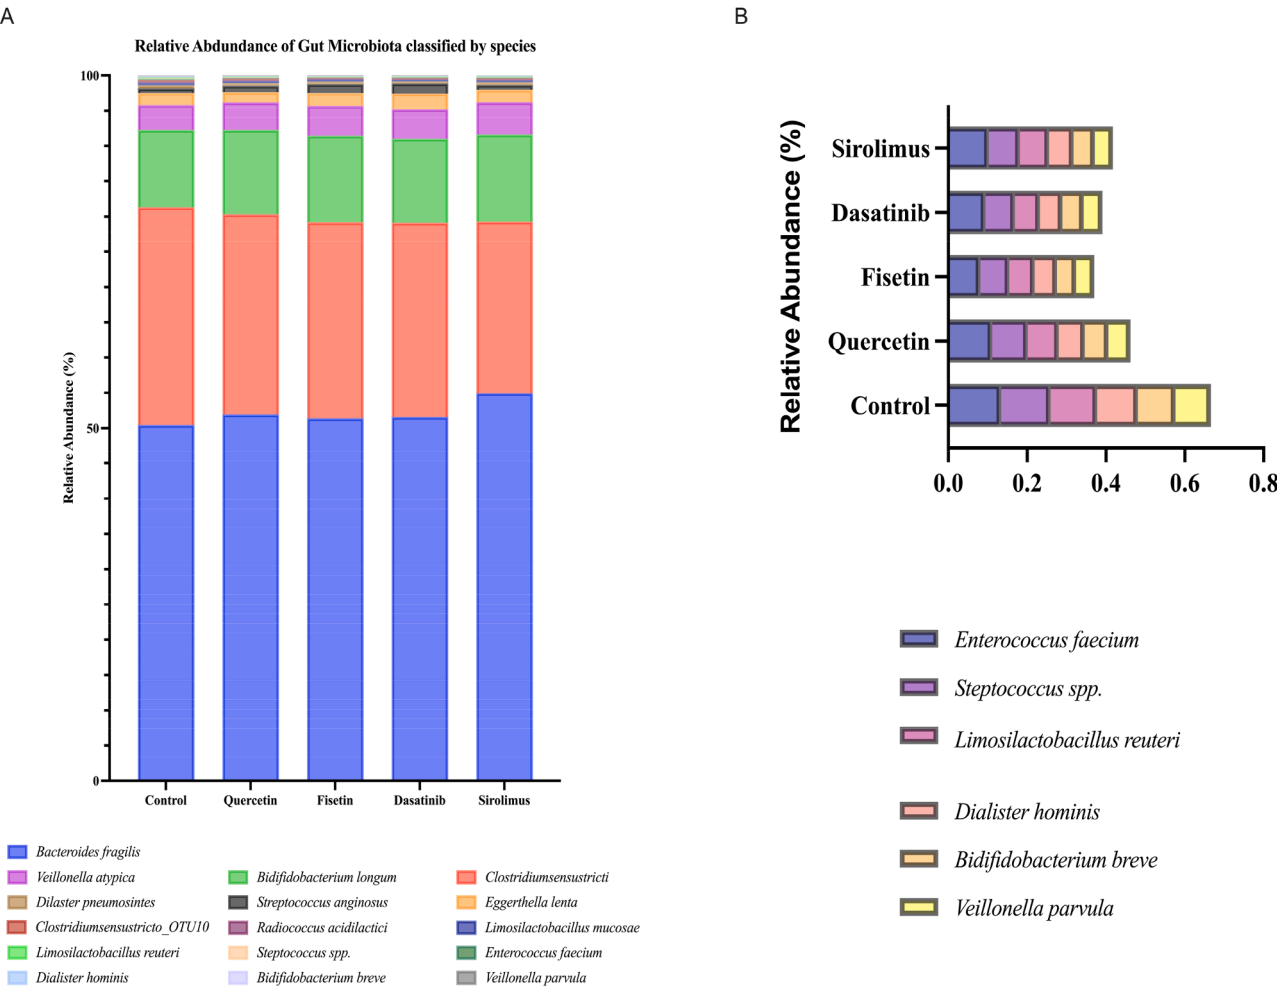 A
Relative Abdundance of Gut Microbiota classified by species
Relative Abundance (%)
100
50
0
Control
Quercetin
Fisetin
Dasatinib
Sirolimus
Bacteroides fragilis
Veillonella atypica
Bidifidobacterium longum
Clostridiumsensustricti
Dilaster pneumosintes
Streptococcus anginosus
Eggerthella lenta
Clostridiumsensustricto_OTU10
Radiococcus acidilactici
Limosilactobacillus mucosae
Limosilactobacillus reuteri
Steptococcus spp.
Enterococcus faecium
Dialister hominis
Bidifidobacterium breve
Veillonella parvula
B
Relative Abundance (%)
Sirolimus
Dasatinib
Fisetin
Quercetin
Control
0.0
0.2
0.4
0.6
0.8
Enterococcus faecium
Steptococcus spp.
Limosilactobacillus reuteri
Dialister hominis
Bidifidobacterium breve
Veillonella parvula